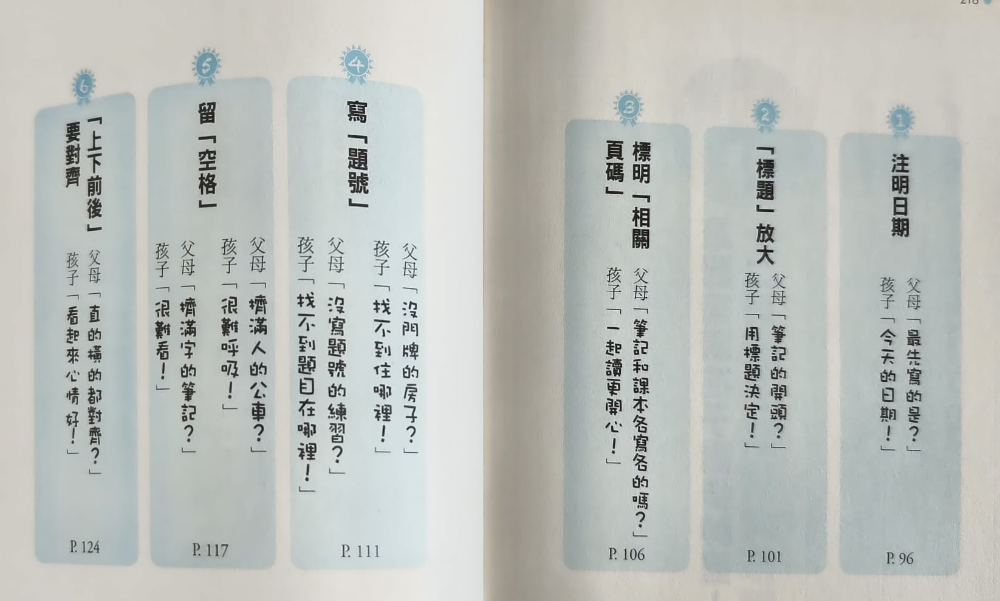 1
注明日期
父母「最先寫的是？」
孩子「今天的日期！」
P. 96
2
「標題」放大
父母「筆記的開頭？」
孩子「用標題決定！」
P. 101
3
標明「相關
頁碼」
父母「筆記和課本各寫各的嗎？」
孩子「一起讀更開心！」
P. 106
4
寫「題號」
父母「沒門牌的房子？」
孩子「找不到住哪裡！」
父母「沒寫題號的練習？」
孩子「找不到題目在哪裡！」
P. 111
5
留「空格」
父母「擠滿人的公車？」
孩子「很難呼吸！」
父母「擠滿字的筆記？」
孩子「很難看！」
P. 117
6
「上下前後」
要對齊
父母「直的橫的都對齊？」
孩子「看起來心情好！」
P. 124